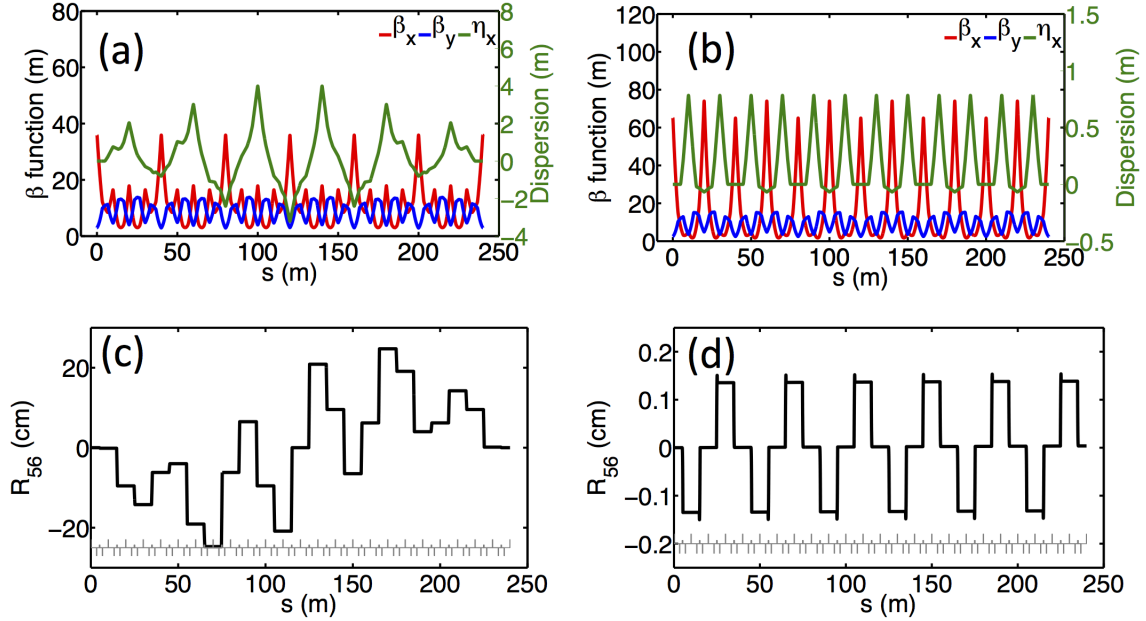 (a)
βx βy ηx
80
60
40
20
0
β function (m)
8
6
4
2
0
−2
−4
Dispersion (m)
0 50 100 150 200 250
s (m)
(b)
βx βy ηx
120
100
80
60
40
20
0
β function (m)
1.5
1
0.5
0
−0.5
Dispersion (m)
0 50 100 150 200 250
s (m)
(c)
20
0
−20
R56 (cm)
0 50 100 150 200 250
s (m)
(d)
0.2
0.1
0
−0.1
−0.2
R56 (cm)
0 50 100 150 200 250
s (m)